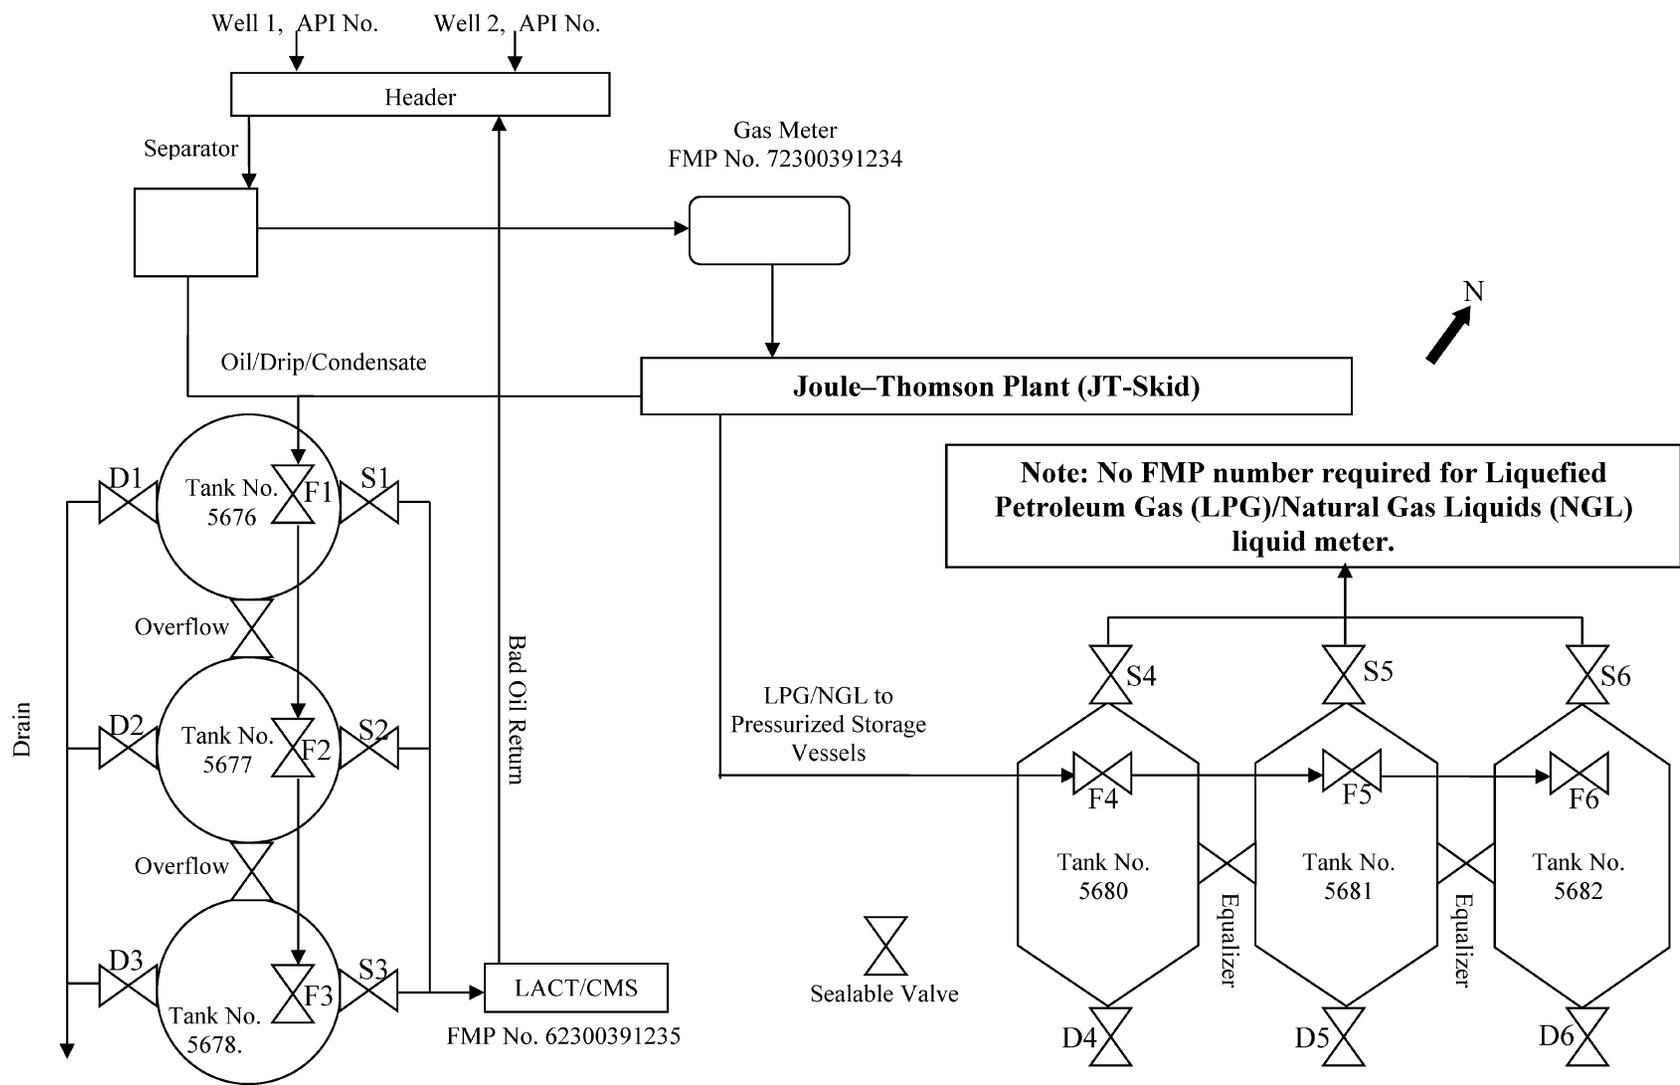 Well 1, API No.
Well 2, API No.
Header
Separator
Gas Meter
FMP No. 72300391234
N
Oil/Drip/Condensate
Joule–Thomson Plant (JT-Skid)
Note: No FMP number required for Liquefied
Petroleum Gas (LPG)/Natural Gas Liquids (NGL)
liquid meter.
D1
Tank No.
5676
F1
S1
Overflow
Drain
D2
Tank No.
5677
F2
S2
Overflow
D3
Tank No.
5678.
F3
S3
Bad Oil Return
LACT/CMS
FMP No. 62300391235
LPG/NGL to
Pressurized Storage
Vessels
S4
S5
S6
F4
F5
F6
Tank No.
5680
Tank No.
5681
Tank No.
5682
Equalizer
Equalizer
Sealable Valve
D4
D5
D6